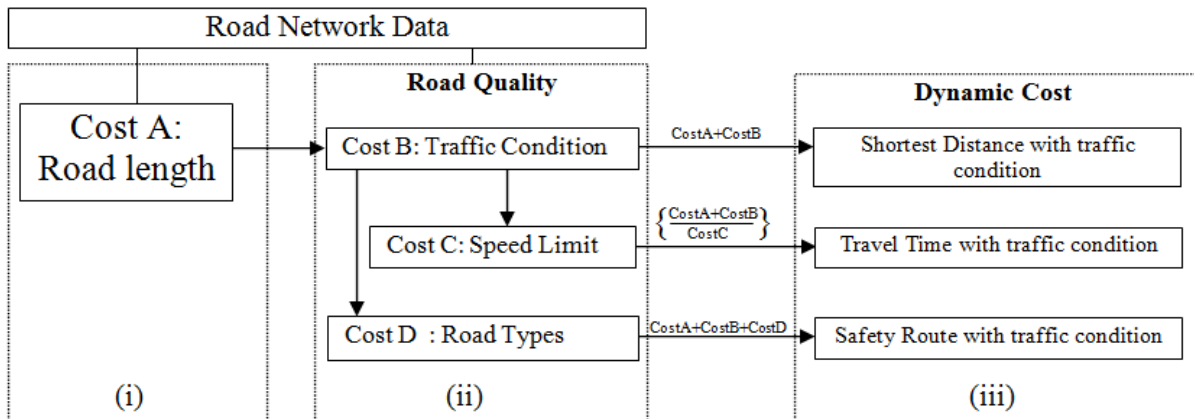 Road Network Data
Cost A:
Road length
(i)
Road Quality
Cost B: Traffic Condition
Cost C: Speed Limit
Cost D : Road Types
(ii)
CostA+CostB
{CostA+CostB
CostC}
CostA+CostB+CostD
Dynamic Cost
Shortest Distance with traffic
condition
Travel Time with traffic condition
Safety Route with traffic condition
(iii)